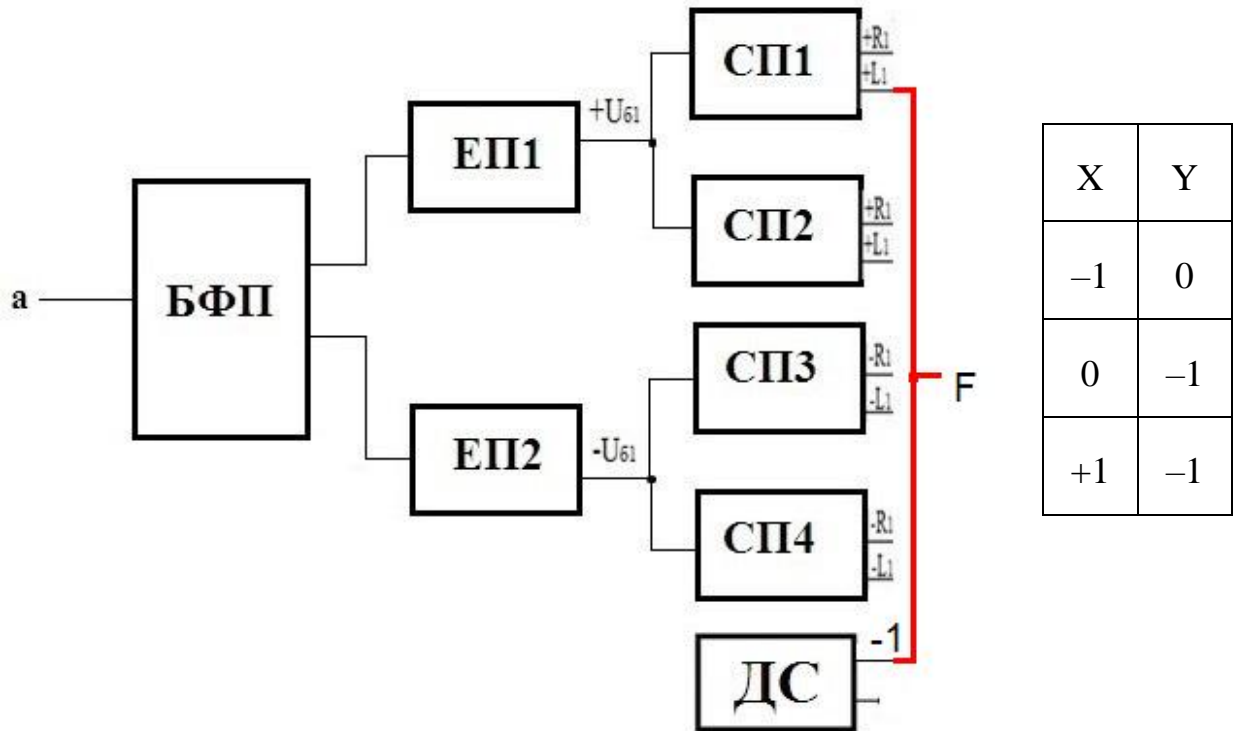 a
БФП
ЕП1
ЕП2
+Uб1
-Uб1
СП1
+R1
+L1
СП2
+R1
+L1
СП3
-R1
-L1
СП4
-R1
-L1
ДС
-1
F
X Y
–1 0
0 –1
+1 –1